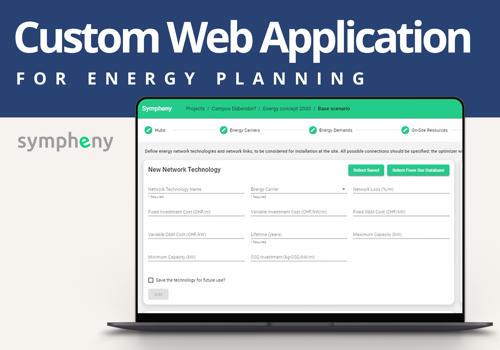 Custom Web Application
FOR ENERGY PLANNING
sympheny
Sympheny
Projects / Campus Dübendorf / Energy concept 2030 / Base scenario
Hubs
Energy Carriers
Energy Demands
On-Site Resources
Define energy network technologies and network links, to be considered for installation at the site. All possible connections should be specified; the optimizer w
New Network Technology
Select Saved
Select From Our Database
Network Technology Name
Energy Carrier
Network Loss (%/m)
* Required
* Required
Fixed Investment Cost (CHF/m)
Variable Investment Cost (CHF/kW/m)
Fixed O&M Cost (CHF)
Variable O&M Cost (CHF/kW)
Lifetime (years)
Maximum Capacity (kW)
* Required
Minimum Capacity (kW)
CO2 Investment (kg-CO2/kW/m)
Save the technology for future use?